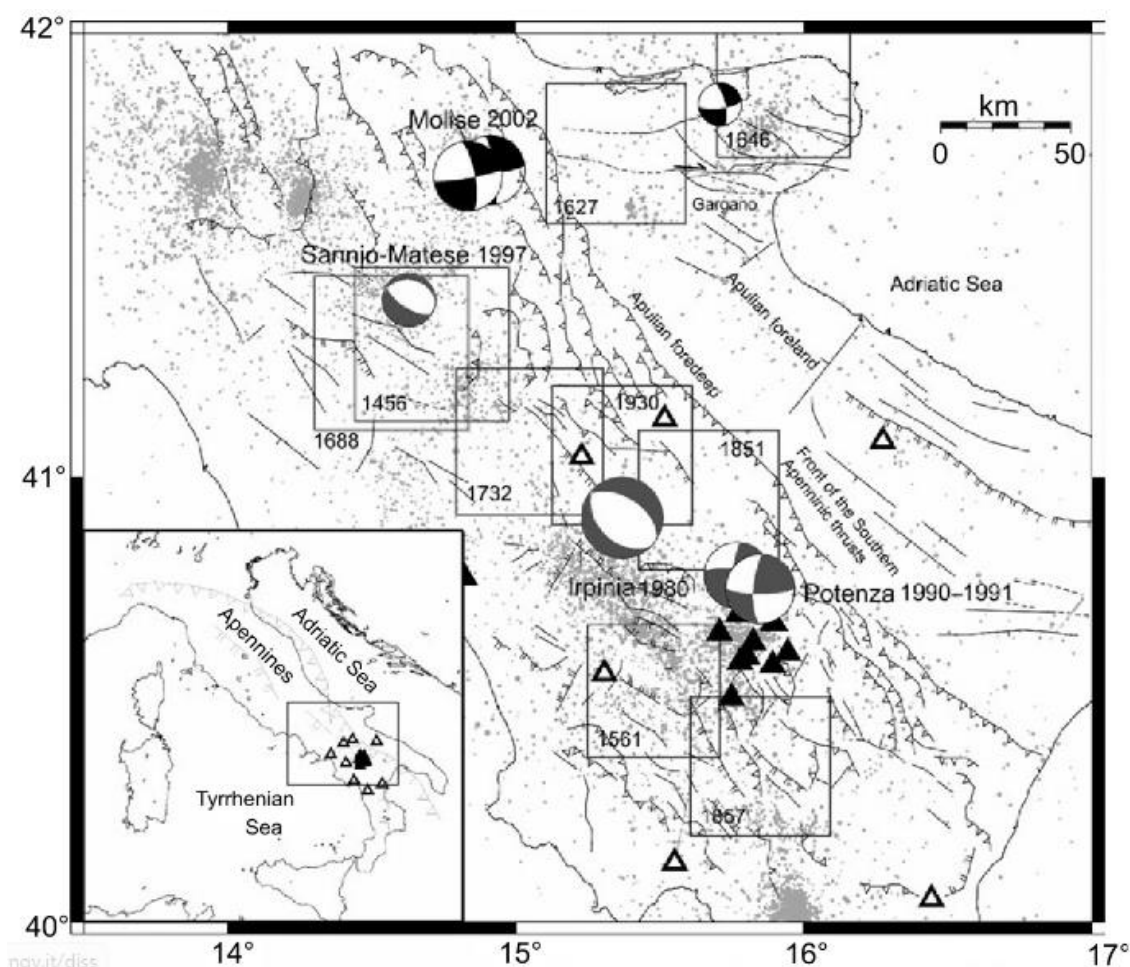 42°
Molise 2002
km
0 50
1646
1627
Gargano
Sannio-Matese 1997
Adriatic Sea
Apulian foreland
Apulian foredeep
1456
1688
1930
1851
41°
1732
Front of the Southern
Apenninic thrusts
Irpinia 1980
Potenza 1990–1991
Apennines
Adriatic Sea
1561
1857
Tyrrhenian
Sea
40°
14°
15°
16°
17°